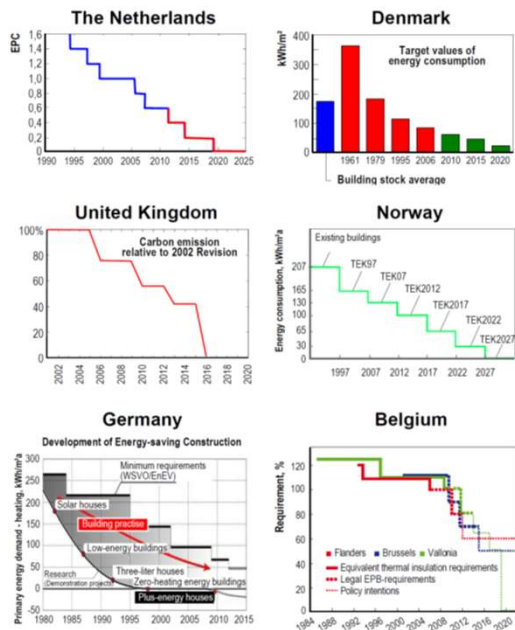 The Netherlands
EPC
1,6
1,4
1,2
1,0
0,8
0,6
0,4
0,2
0
1990 1995 2000 2005 2010 2015 2020 2025
Denmark
kWh/m²
Target values of
energy consumption
400
300
200
100
0
1961 1979 1995 2006 2010 2015 2020
Building stock average
United Kingdom
Carbon emission
relative to 2002 Revision
100%
80
60
40
20
0
2002 2004 2006 2008 2010 2012 2014 2016 2018 2020
Norway
Energy consumption, kWh/m²a
Existing buildings
207
165
130
100
65
30
0
TEK97
TEK07
TEK2012
TEK2017
TEK2022
TEK2027
1997 2007 2012 2017 2022 2027
Germany
Development of Energy-saving Construction
Primary energy demand - heating, kWh/m²a
300
250
200
150
100
50
0
-50
Minimum requirements
(WSVO/EnEV)
Solar houses
Building practise
Low-energy buildings
Three-liter houses
Research
(Demonstration projects)
Zero-heating energy buildings
Plus-energy houses
1980 1985 1990 1995 2000 2005 2010 2015
Belgium
Requirement, %
120
100
80
60
40
20
0
Flanders Brussels Vallonia
Equivalent thermal insulation requirements
Legal EPB-requirements
Policy intentions
1984 1988 1992 1996 2000 2004 2008 2012 2016 2020